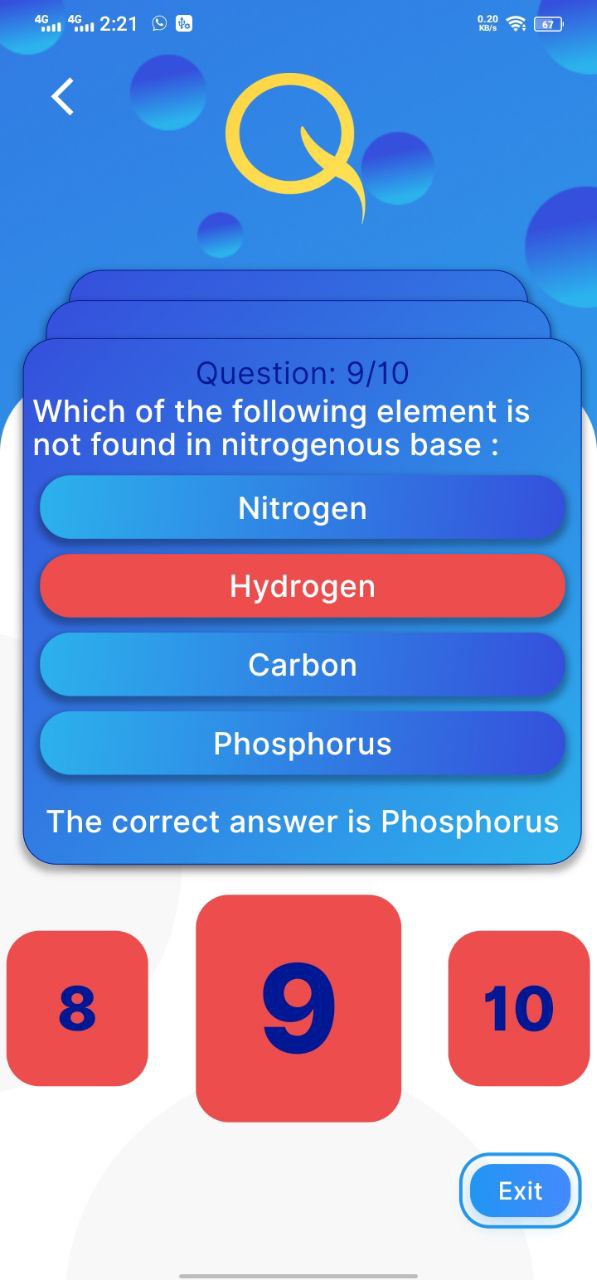 4G 4G 2:21 0.20 KB/s 67
Question: 9/10
Which of the following element is
not found in nitrogenous base :
Nitrogen
Hydrogen
Carbon
Phosphorus
The correct answer is Phosphorus
8 9 10
Exit